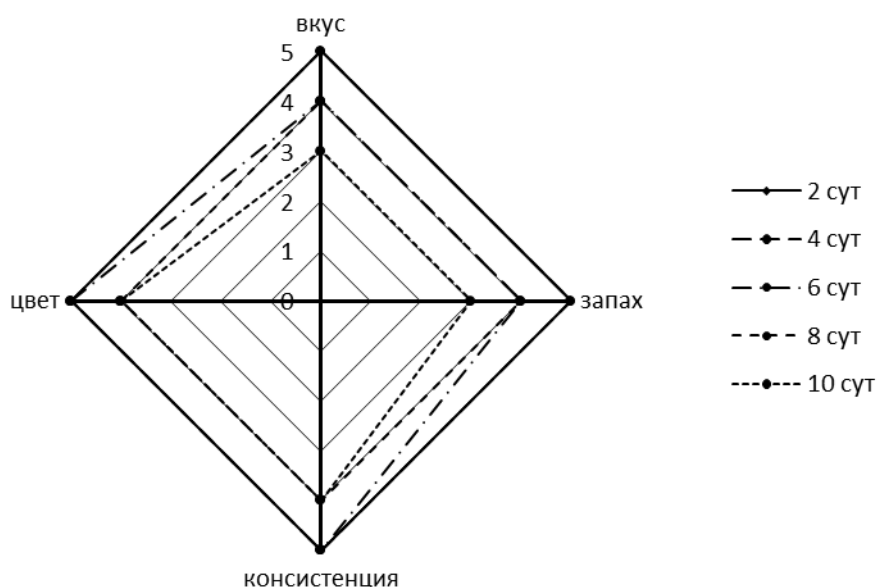 вкус
5
4
3
2
1
0
цвет
запах
консистенция
2 сут
4 сут
6 сут
8 сут
10 сут